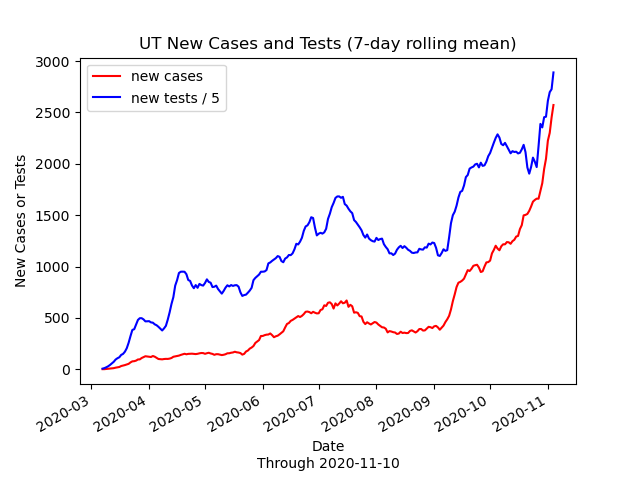 UT New Cases and Tests (7-day rolling mean)
new cases
new tests / 5
3000
2500
2000
1500
1000
500
0
New Cases or Tests
2020-03
2020-04
2020-05
2020-06
2020-07
2020-08
2020-09
2020-10
2020-11
Date
Through 2020-11-10